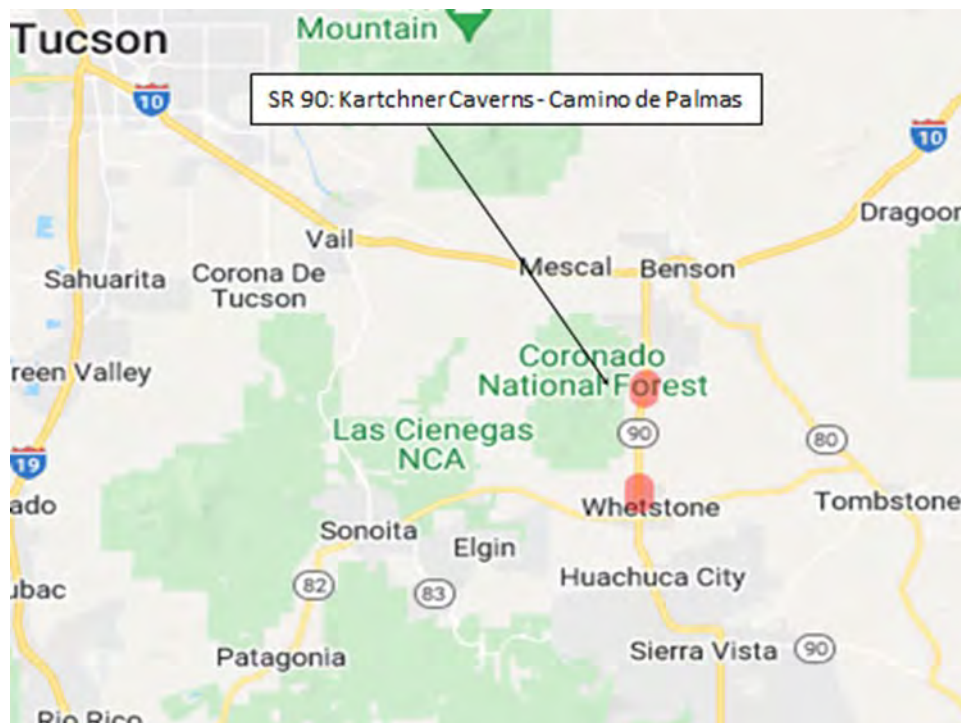 Tucson
Mountain
10
SR 90: Kartchner Caverns - Camino de Palmas
10
Dragoon
Vail
Mescal
Benson
Sahuarita
Corona De
Tucson
Coronado
National Forest
reen Valley
Las Cienegas
NCA
90
80
19
ado
Whetstone
Tombstone
Sonoita
Elgin
Huachuca City
82
83
ubac
Patagonia
Sierra Vista
90
Rio Rico